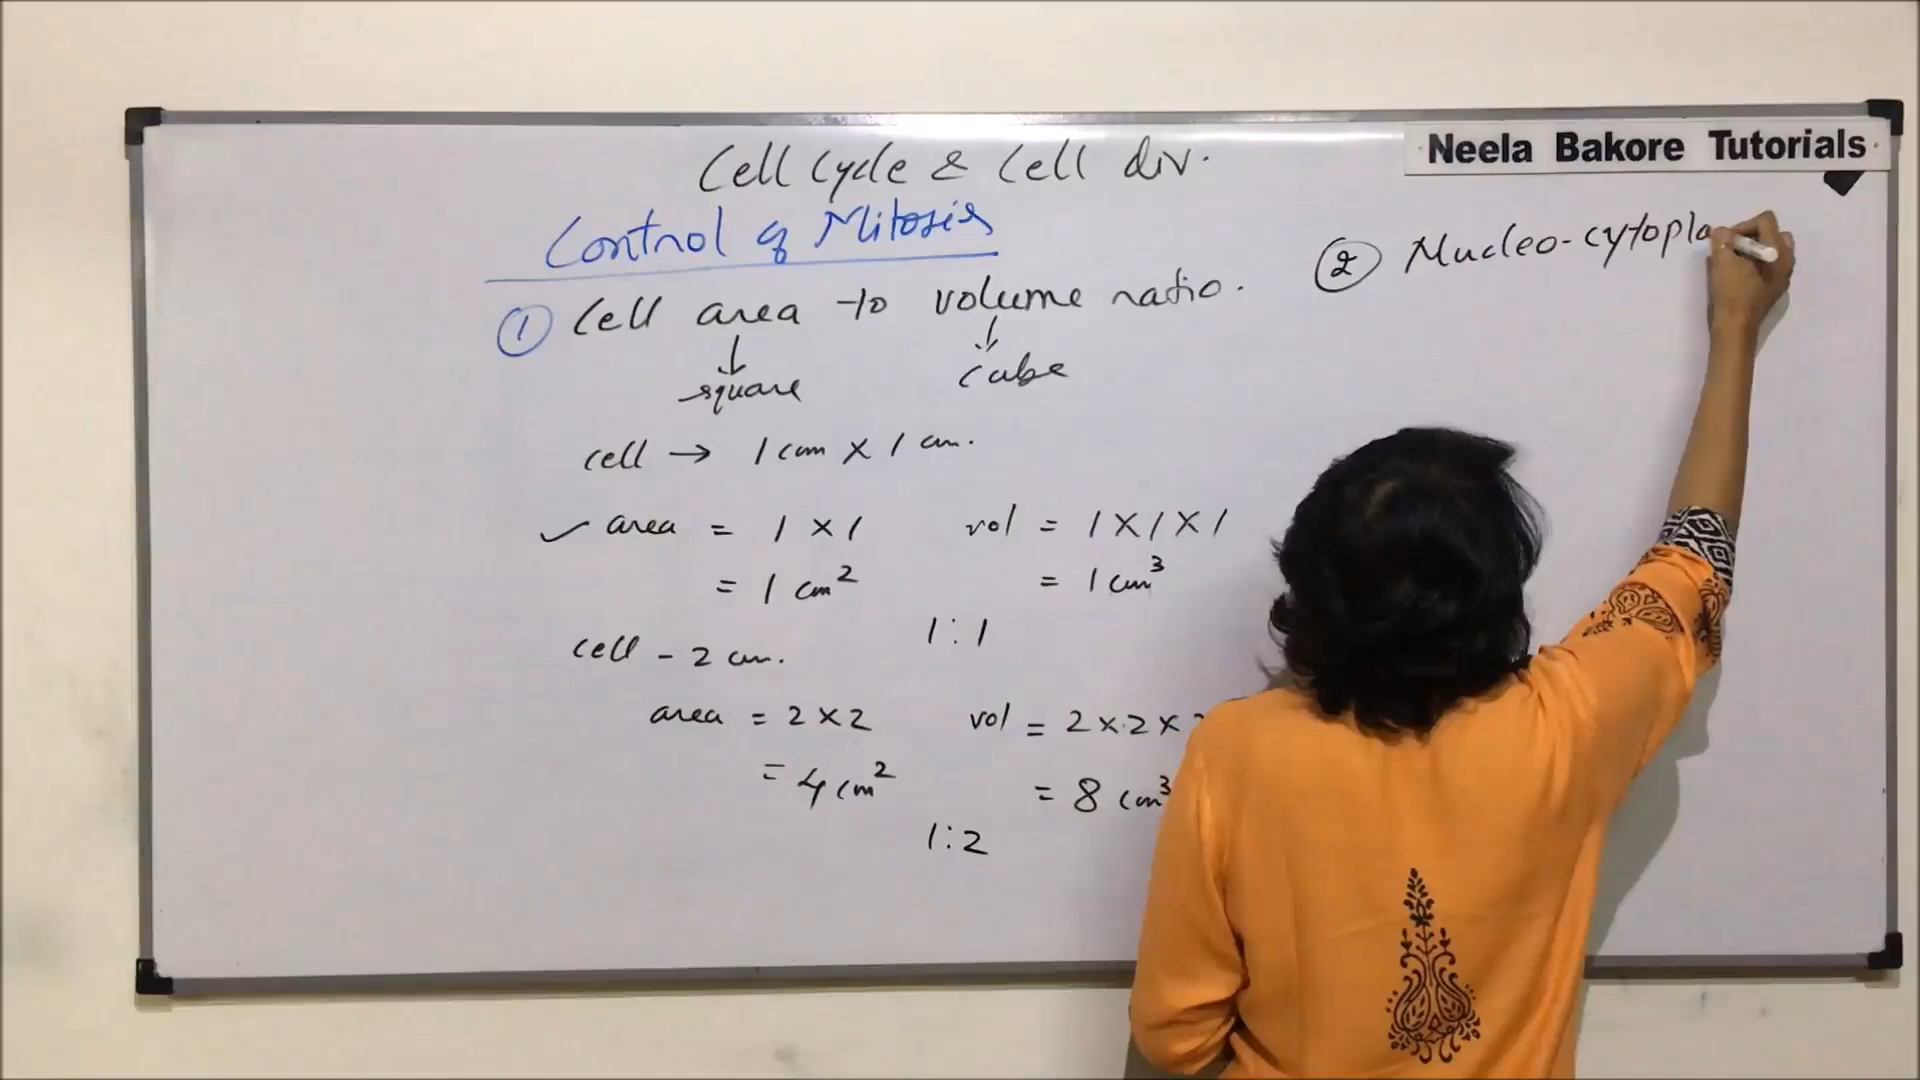 Neela Bakore Tutorials
Cell Cycle & Cell div.
Control of Mitosis
① Cell area to volume ratio.
square
cube
cell → 1 cm × 1 cm.
✓ area = 1 × 1
= 1 cm²
vol = 1 × 1 × 1
= 1 cm³
1 : 1
cell - 2 cm.
area = 2 × 2
= 4 cm²
vol = 2 × 2 ×
= 8 cm³
1 : 2
② Nucleo-cytopla